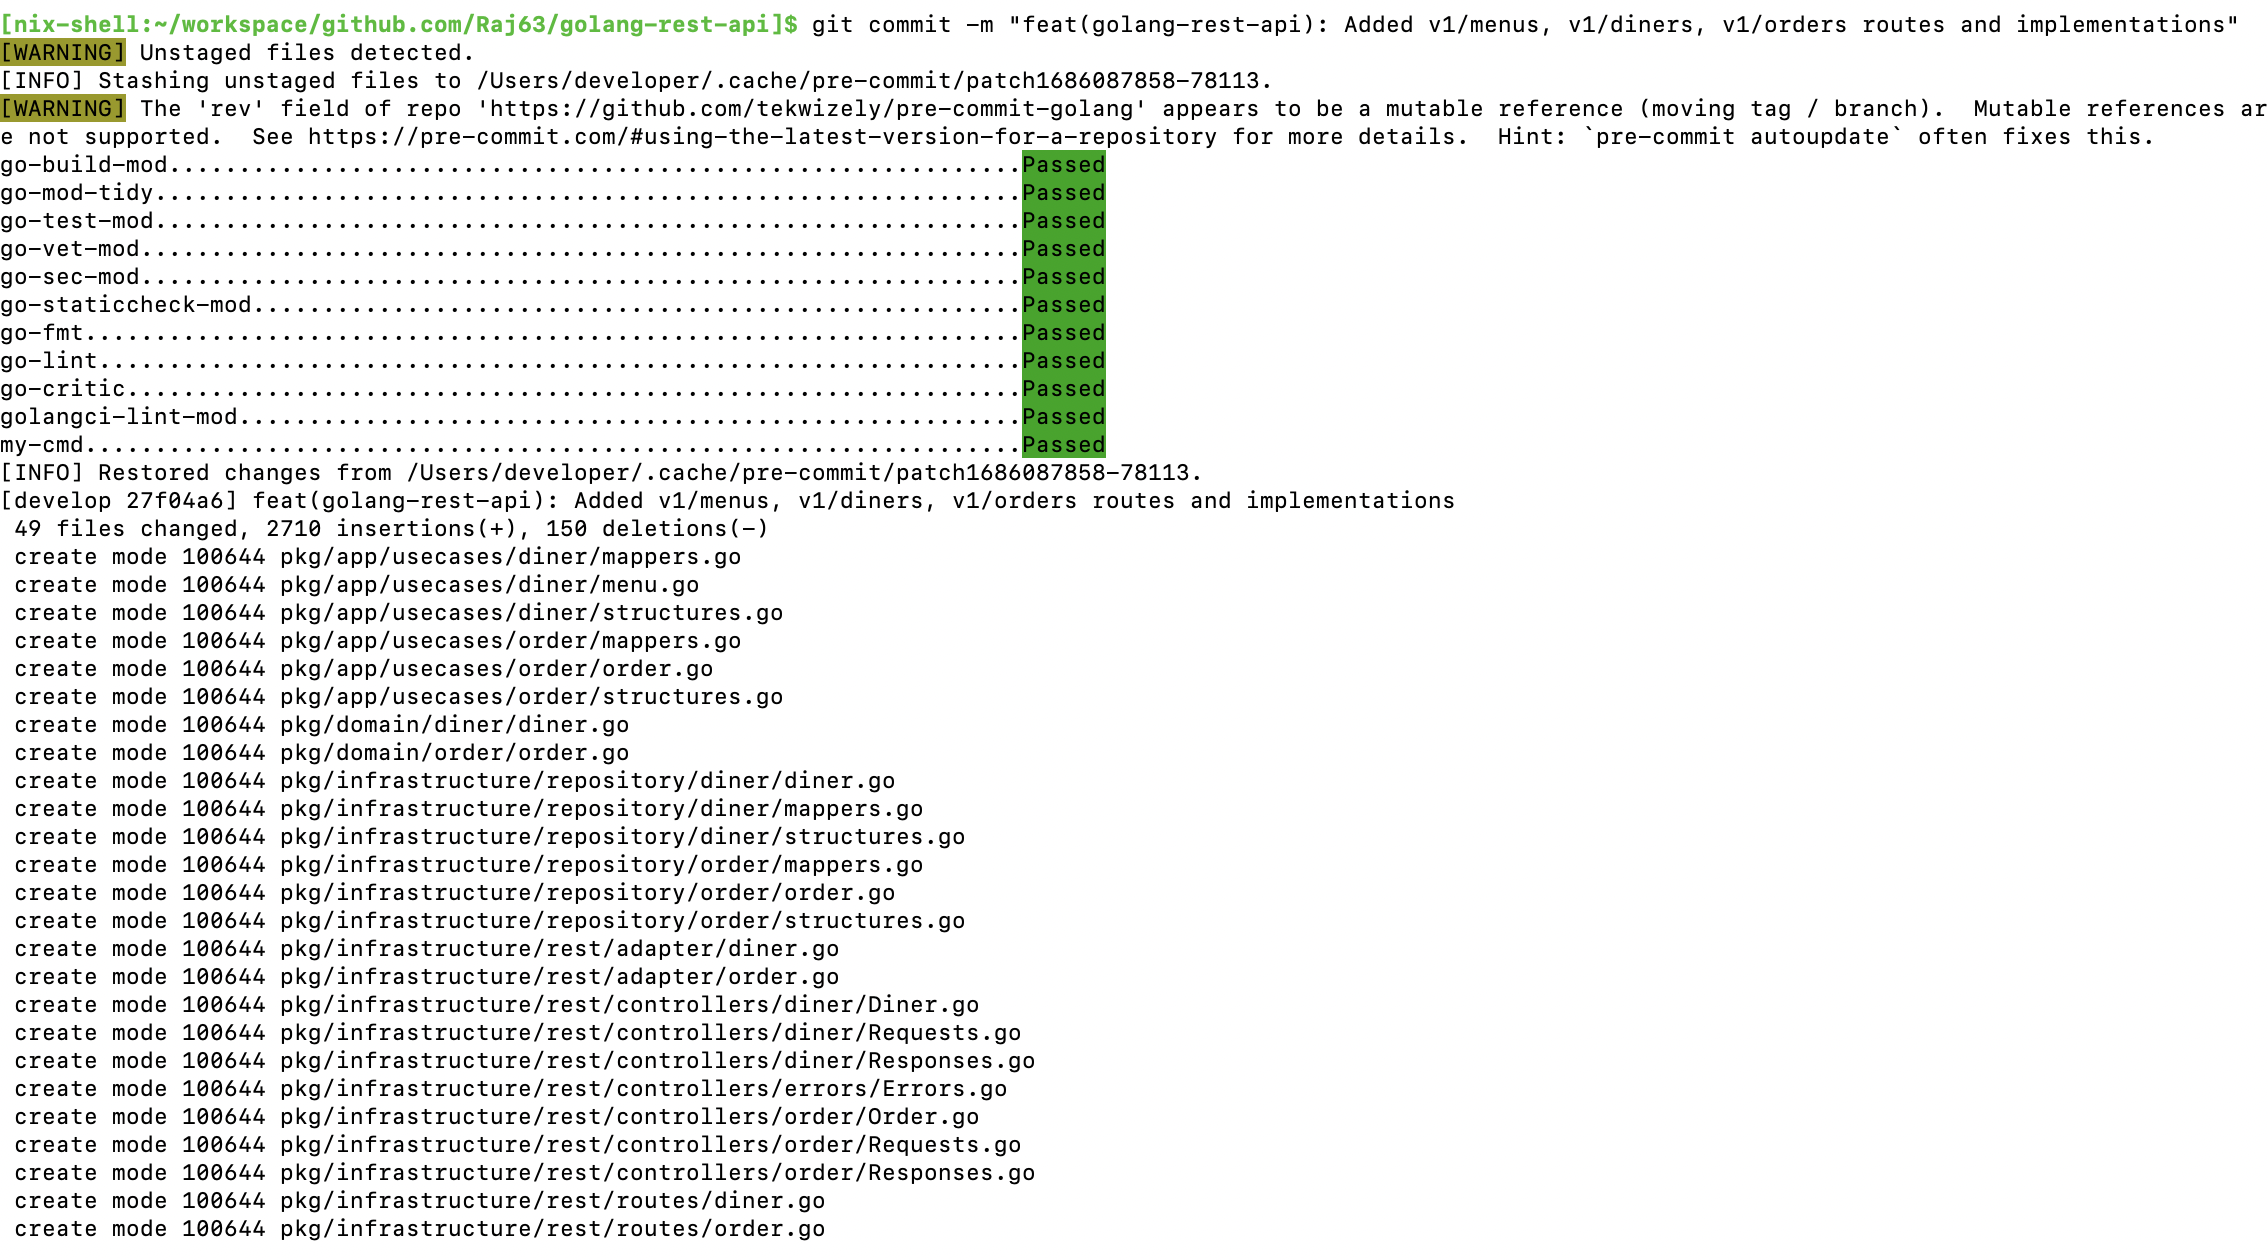 [nix-shell:~/workspace/github.com/Raj63/golang-rest-api]$ git commit -m "feat(golang-rest-api): Added v1/menus, v1/diners, v1/orders routes and implementations"
[WARNING] Unstaged files detected.
[INFO] Stashing unstaged files to /Users/developer/.cache/pre-commit/patch1686087858-78113.
[WARNING] The 'rev' field of repo 'https://github.com/tekwizely/pre-commit-golang' appears to be a mutable reference (moving tag / branch).  Mutable references ar
e not supported.  See https://pre-commit.com/#using-the-latest-version-for-a-repository for more details.  Hint: `pre-commit autoupdate` often fixes this.
go-build-mod.............................................................Passed
go-mod-tidy..............................................................Passed
go-test-mod..............................................................Passed
go-vet-mod...............................................................Passed
go-sec-mod...............................................................Passed
go-staticcheck-mod.......................................................Passed
go-fmt...................................................................Passed
go-lint..................................................................Passed
go-critic................................................................Passed
golangci-lint-mod........................................................Passed
my-cmd...................................................................Passed
[INFO] Restored changes from /Users/developer/.cache/pre-commit/patch1686087858-78113.
[develop 27f04a6] feat(golang-rest-api): Added v1/menus, v1/diners, v1/orders routes and implementations
 49 files changed, 2710 insertions(+), 150 deletions(-)
 create mode 100644 pkg/app/usecases/diner/mappers.go
 create mode 100644 pkg/app/usecases/diner/menu.go
 create mode 100644 pkg/app/usecases/diner/structures.go
 create mode 100644 pkg/app/usecases/order/mappers.go
 create mode 100644 pkg/app/usecases/order/order.go
 create mode 100644 pkg/app/usecases/order/structures.go
 create mode 100644 pkg/domain/diner/diner.go
 create mode 100644 pkg/domain/order/order.go
 create mode 100644 pkg/infrastructure/repository/diner/diner.go
 create mode 100644 pkg/infrastructure/repository/diner/mappers.go
 create mode 100644 pkg/infrastructure/repository/diner/structures.go
 create mode 100644 pkg/infrastructure/repository/order/mappers.go
 create mode 100644 pkg/infrastructure/repository/order/order.go
 create mode 100644 pkg/infrastructure/repository/order/structures.go
 create mode 100644 pkg/infrastructure/rest/adapter/diner.go
 create mode 100644 pkg/infrastructure/rest/adapter/order.go
 create mode 100644 pkg/infrastructure/rest/controllers/diner/Diner.go
 create mode 100644 pkg/infrastructure/rest/controllers/diner/Requests.go
 create mode 100644 pkg/infrastructure/rest/controllers/diner/Responses.go
 create mode 100644 pkg/infrastructure/rest/controllers/errors/Errors.go
 create mode 100644 pkg/infrastructure/rest/controllers/order/Order.go
 create mode 100644 pkg/infrastructure/rest/controllers/order/Requests.go
 create mode 100644 pkg/infrastructure/rest/controllers/order/Responses.go
 create mode 100644 pkg/infrastructure/rest/routes/diner.go
 create mode 100644 pkg/infrastructure/rest/routes/order.go